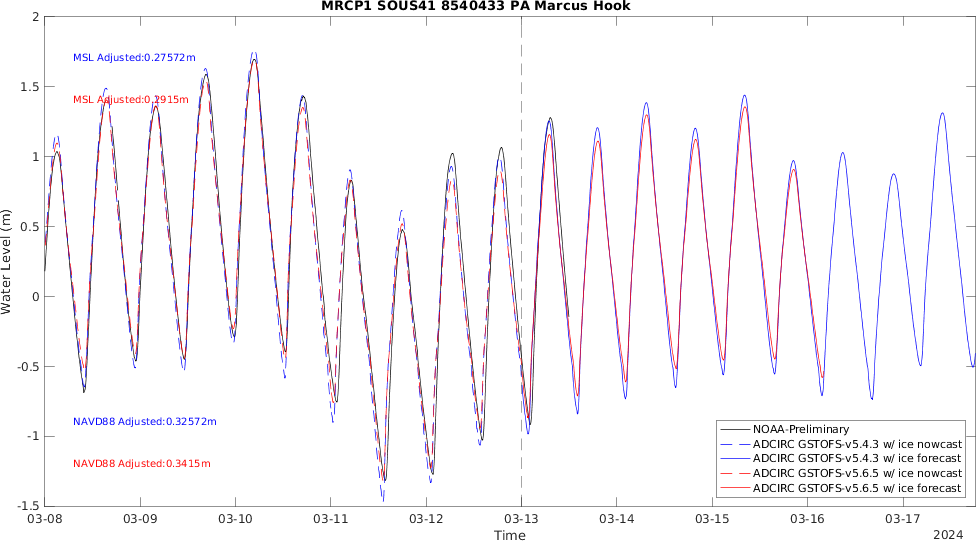 MRCP1 SOUS41 8540433 PA Marcus Hook
2
1.5
1
0.5
0
-0.5
-1
-1.5
Water Level (m)
MSL Adjusted:0.27572m
MSL Adjusted:0.2915m
NAVD88 Adjusted:0.32572m
NAVD88 Adjusted:0.3415m
NOAA-Preliminary
ADCIRC GSTOFS-v5.4.3 w/ ice nowcast
ADCIRC GSTOFS-v5.4.3 w/ ice forecast
ADCIRC GSTOFS-v5.6.5 w/ ice nowcast
ADCIRC GSTOFS-v5.6.5 w/ ice forecast
03-08 03-09 03-10 03-11 03-12 03-13 03-14 03-15 03-16 03-17
Time
2024